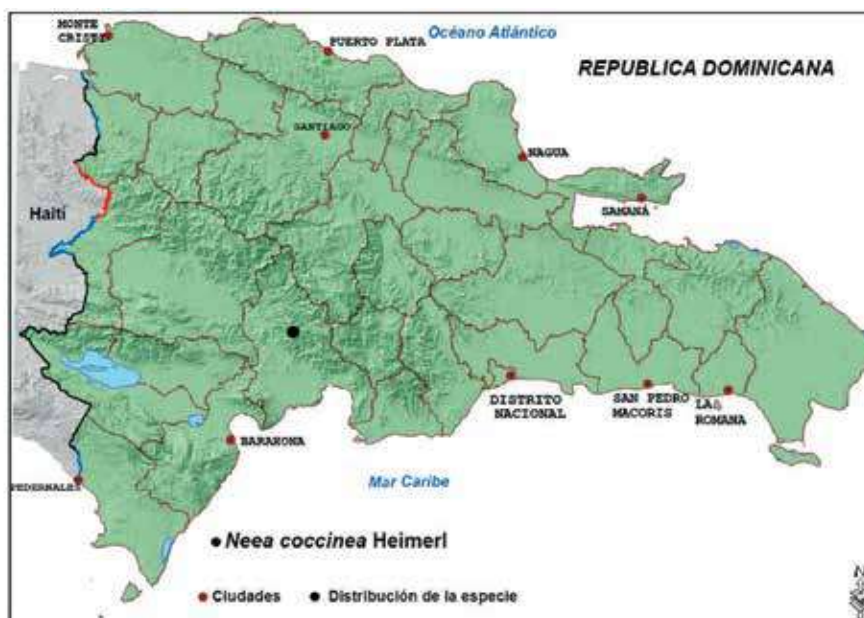 MONTE
CRISTI
PUERTO PLATA
Océano Atlántico
REPUBLICA DOMINICANA
SANTIAGO
NAGUA
Haití
SAMANÁ
DISTRITO
NACIONAL
SAN PEDRO
MACORIS
LA
ROMANA
BARAHONA
PEDERNALES
Mar Caribe
Neea coccinea Heimerl
Ciudades
Distribución de la especie